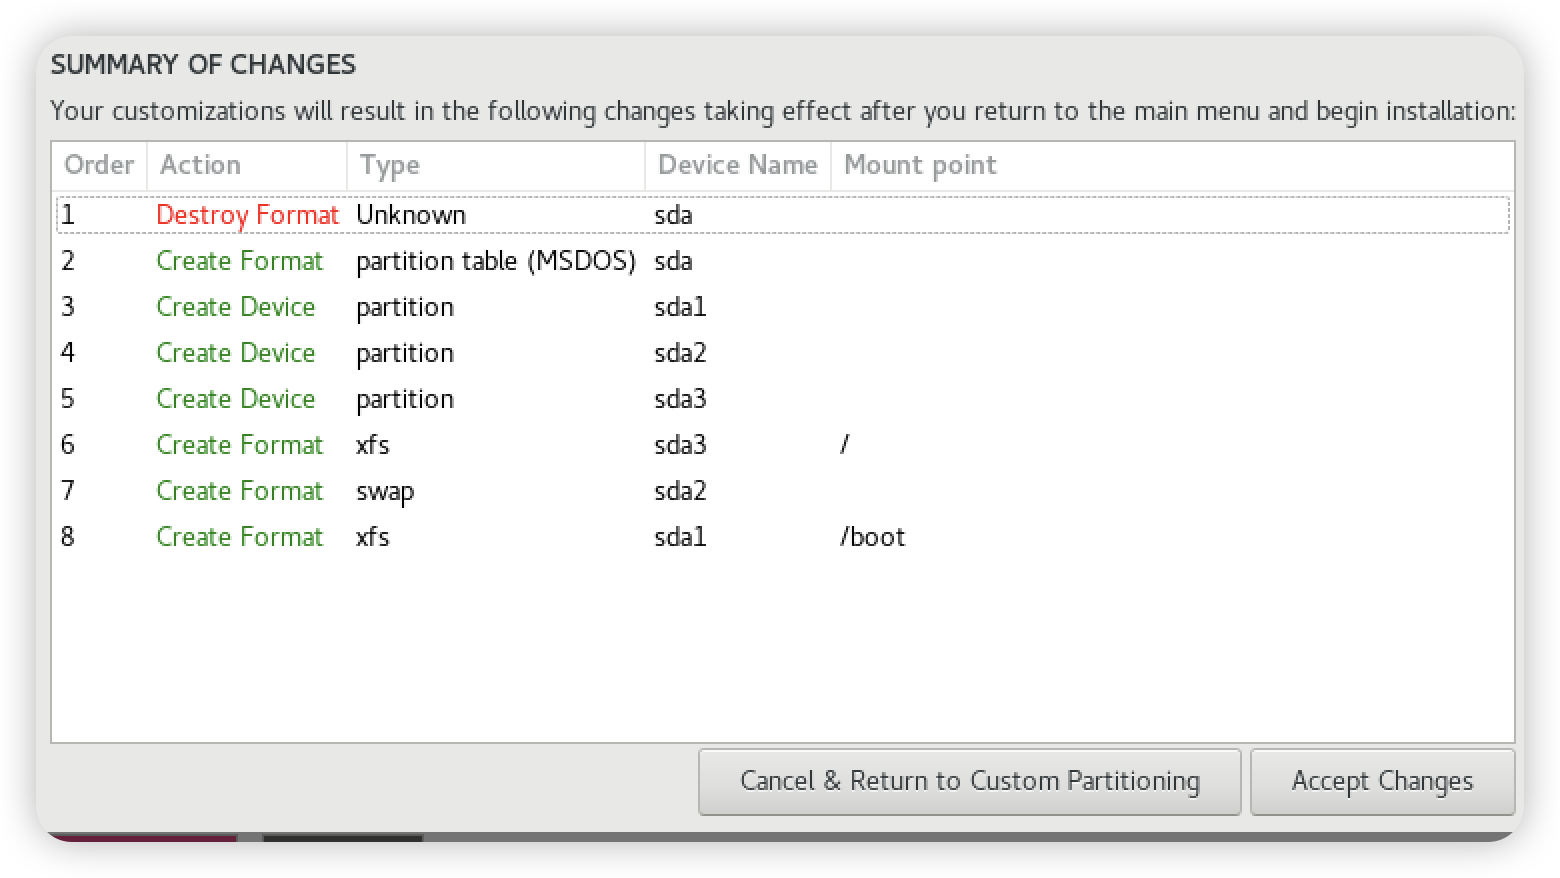 SUMMARY OF CHANGES
Your customizations will result in the following changes taking effect after you return to the main menu and begin installation:
Order Action Type Device Name Mount point
1 Destroy Format Unknown sda
2 Create Format partition table (MSDOS) sda
3 Create Device partition sda1
4 Create Device partition sda2
5 Create Device partition sda3
6 Create Format xfs sda3 /
7 Create Format swap sda2
8 Create Format xfs sda1 /boot
Cancel & Return to Custom Partitioning Accept Changes